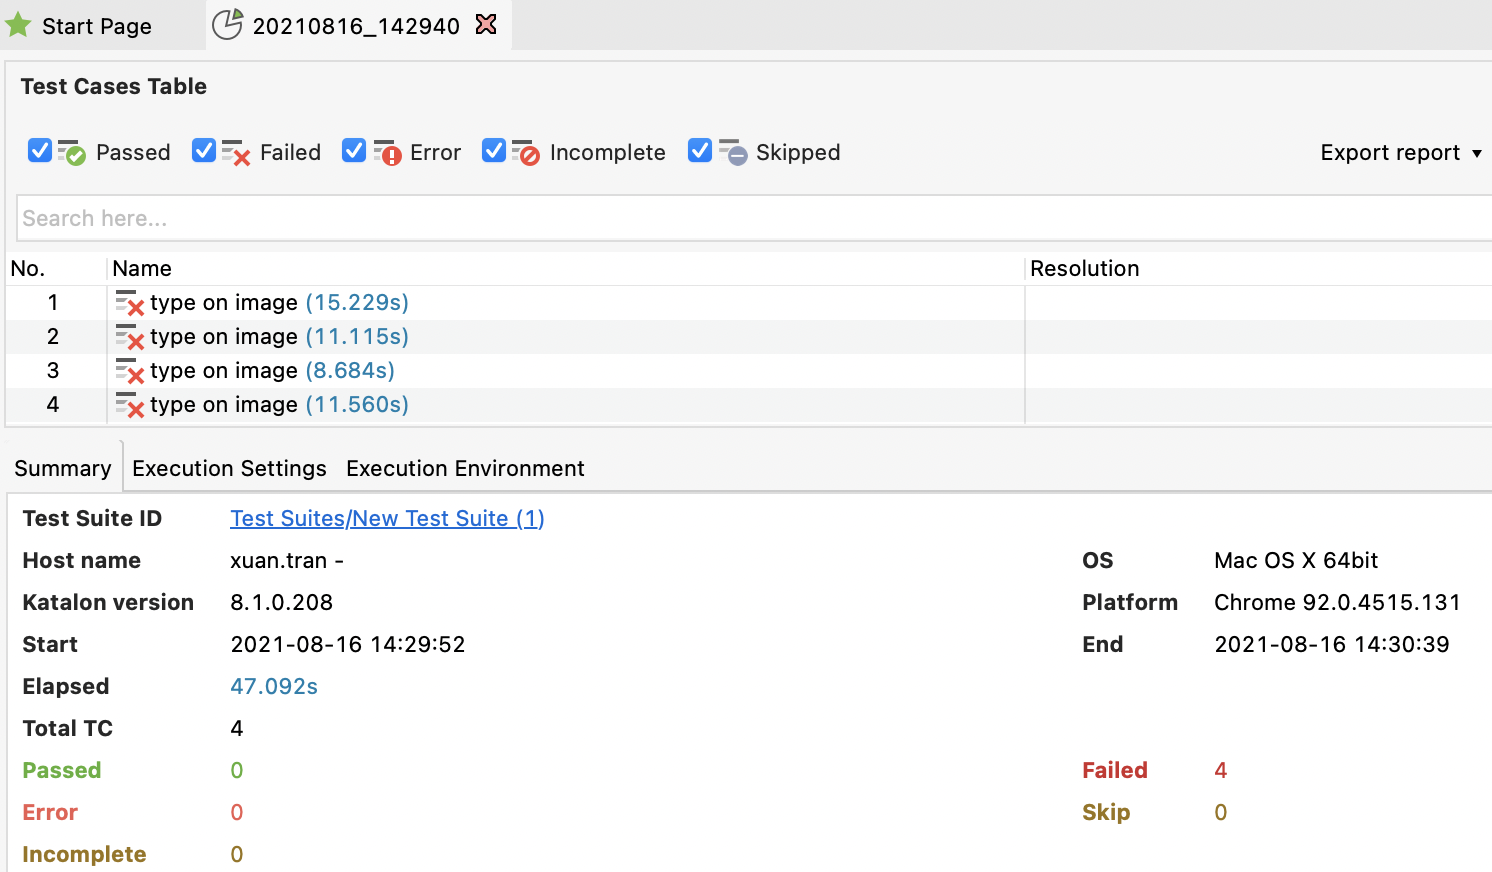 Start Page 20210816_142940
Test Cases Table
Passed Failed Error Incomplete Skipped Export report
Search here...
No. Name Resolution
1 type on image (15.229s)
2 type on image (11.115s)
3 type on image (8.684s)
4 type on image (11.560s)
Summary Execution Settings Execution Environment
Test Suite ID Test Suites/New Test Suite (1)
Host name xuan.tran - OS Mac OS X 64bit
Katalon version 8.1.0.208 Platform Chrome 92.0.4515.131
Start 2021-08-16 14:29:52 End 2021-08-16 14:30:39
Elapsed 47.092s
Total TC 4
Passed 0 Failed 4
Error 0 Skip 0
Incomplete 0